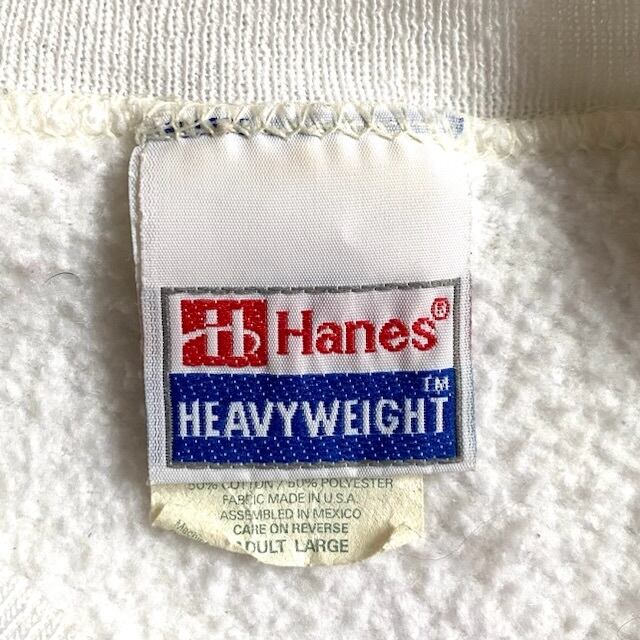 Hanes®
HEAVYWEIGHT™
50% COTTON / 50% POLYESTER
FABRIC MADE IN U.S.A.
ASSEMBLED IN MEXICO
CARE ON REVERSE
ADULT LARGE